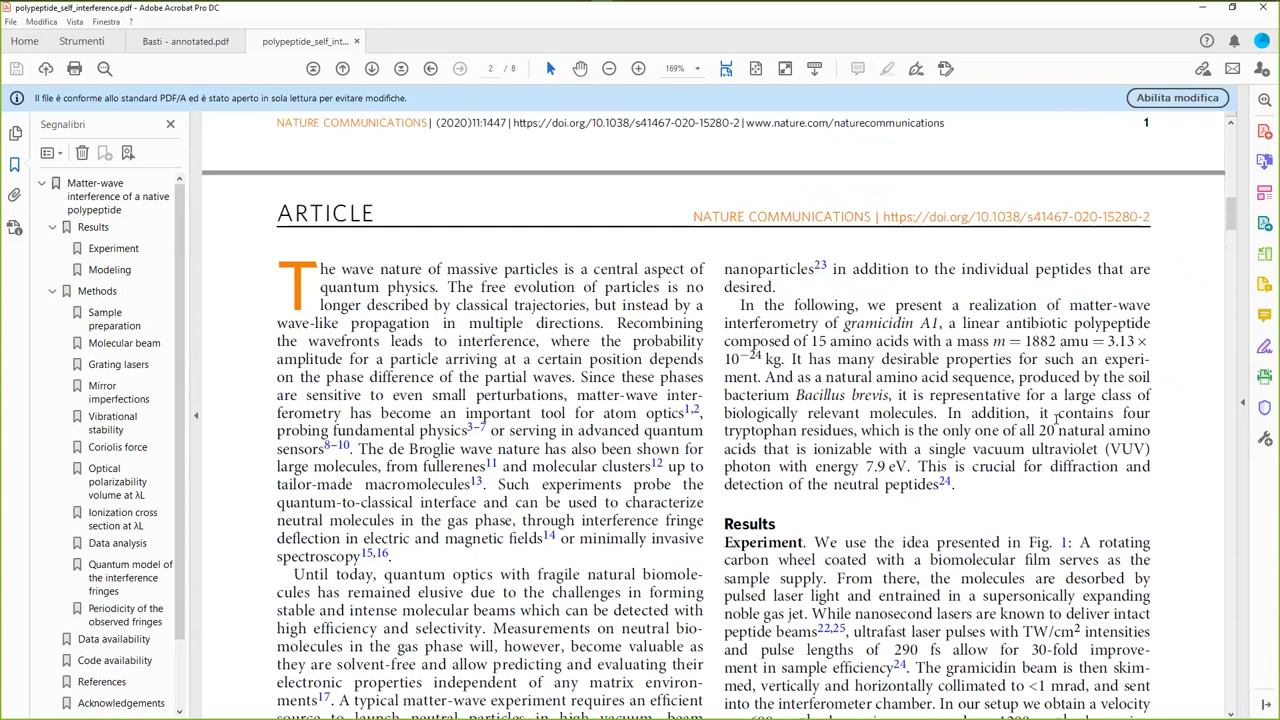 polypeptide_self_interference.pdf - Adobe Acrobat Pro DC
File Modifica Vista Finestra ?
Home Strumenti Basti - annotated.pdf polypeptide_self_int... × ?
2 / 8 169%
Il file è conforme allo standard PDF/A ed è stato aperto in sola lettura per evitare modifiche. Abilita modifica
Segnalibri
Matter-wave
interference of a native
polypeptide
Results
Experiment
Modeling
Methods
Sample
preparation
Molecular beam
Grating lasers
Mirror
imperfections
Vibrational
stability
Coriolis force
Optical
polarizability
volume at λL
Ionization cross
section at λL
Data analysis
Quantum model of
the interference
fringes
Periodicity of the
observed fringes
Data availability
Code availability
References
Acknowledgements
NATURE COMMUNICATIONS | (2020)11:1447 | https://doi.org/10.1038/s41467-020-15280-2 | www.nature.com/naturecommunications 1
ARTICLE NATURE COMMUNICATIONS | https://doi.org/10.1038/s41467-020-15280-2
The wave nature of massive particles is a central aspect of
quantum physics. The free evolution of particles is no
longer described by classical trajectories, but instead by a
wave-like propagation in multiple directions. Recombining
the wavefronts leads to interference, where the probability
amplitude for a particle arriving at a certain position depends
on the phase difference of the partial waves. Since these phases
are sensitive to even small perturbations, matter-wave inter-
ferometry has become an important tool for atom optics1,2,
probing fundamental physics3–7 or serving in advanced quantum
sensors8–10. The de Broglie wave nature has also been shown for
large molecules, from fullerenes11 and molecular clusters12 up to
tailor-made macromolecules13. Such experiments probe the
quantum-to-classical interface and can be used to characterize
neutral molecules in the gas phase, through interference fringe
deflection in electric and magnetic fields14 or minimally invasive
spectroscopy15,16.
Until today, quantum optics with fragile natural biomole-
cules has remained elusive due to the challenges in forming
stable and intense molecular beams which can be detected with
high efficiency and selectivity. Measurements on neutral bio-
molecules in the gas phase will, however, become valuable as
they are solvent-free and allow predicting and evaluating their
electronic properties independent of any matrix environ-
ments17. A typical matter-wave experiment requires an efficient
source to launch neutral particles in high vacuum, beam
nanoparticles23 in addition to the individual peptides that are
desired.
In the following, we present a realization of matter-wave
interferometry of gramicidin A1, a linear antibiotic polypeptide
composed of 15 amino acids with a mass m = 1882 amu = 3.13 ×
10−24 kg. It has many desirable properties for such an experi-
ment. And as a natural amino acid sequence, produced by the soil
bacterium Bacillus brevis, it is representative for a large class of
biologically relevant molecules. In addition, it contains four
tryptophan residues, which is the only one of all 20 natural amino
acids that is ionizable with a single vacuum ultraviolet (VUV)
photon with energy 7.9 eV. This is crucial for diffraction and
detection of the neutral peptides24.
Results
Experiment. We use the idea presented in Fig. 1: A rotating
carbon wheel coated with a biomolecular film serves as the
sample supply. From there, the molecules are desorbed by
pulsed laser light and entrained in a supersonically expanding
noble gas jet. While nanosecond lasers are known to deliver intact
peptide beams22,25, ultrafast laser pulses with TW/cm2 intensities
and pulse lengths of 290 fs allow for 30-fold improve-
ment in sample efficiency24. The gramicidin beam is then skim-
med, vertically and horizontally collimated to <1 mrad, and sent
into the interferometer chamber. In our setup we obtain a velocity